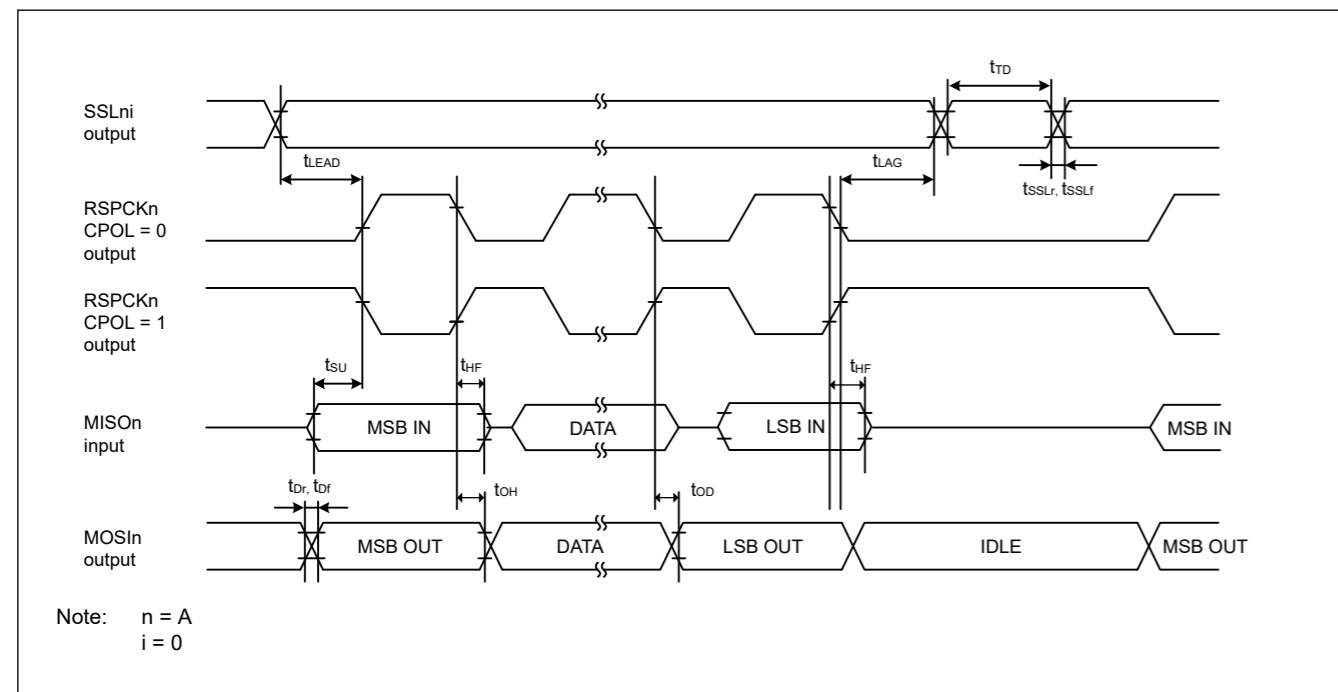 tTD
SSLni
output
tLEAD
tLAG
tSSLr, tSSLf
RSPCKn
CPOL = 0
output
RSPCKn
CPOL = 1
output
tSU
tHF
tHF
MISOn
input
MSB IN
DATA
LSB IN
MSB IN
tDr, tDf
tOH
tOD
MOSIn
output
MSB OUT
DATA
LSB OUT
IDLE
MSB OUT
Note: n = A
i = 0